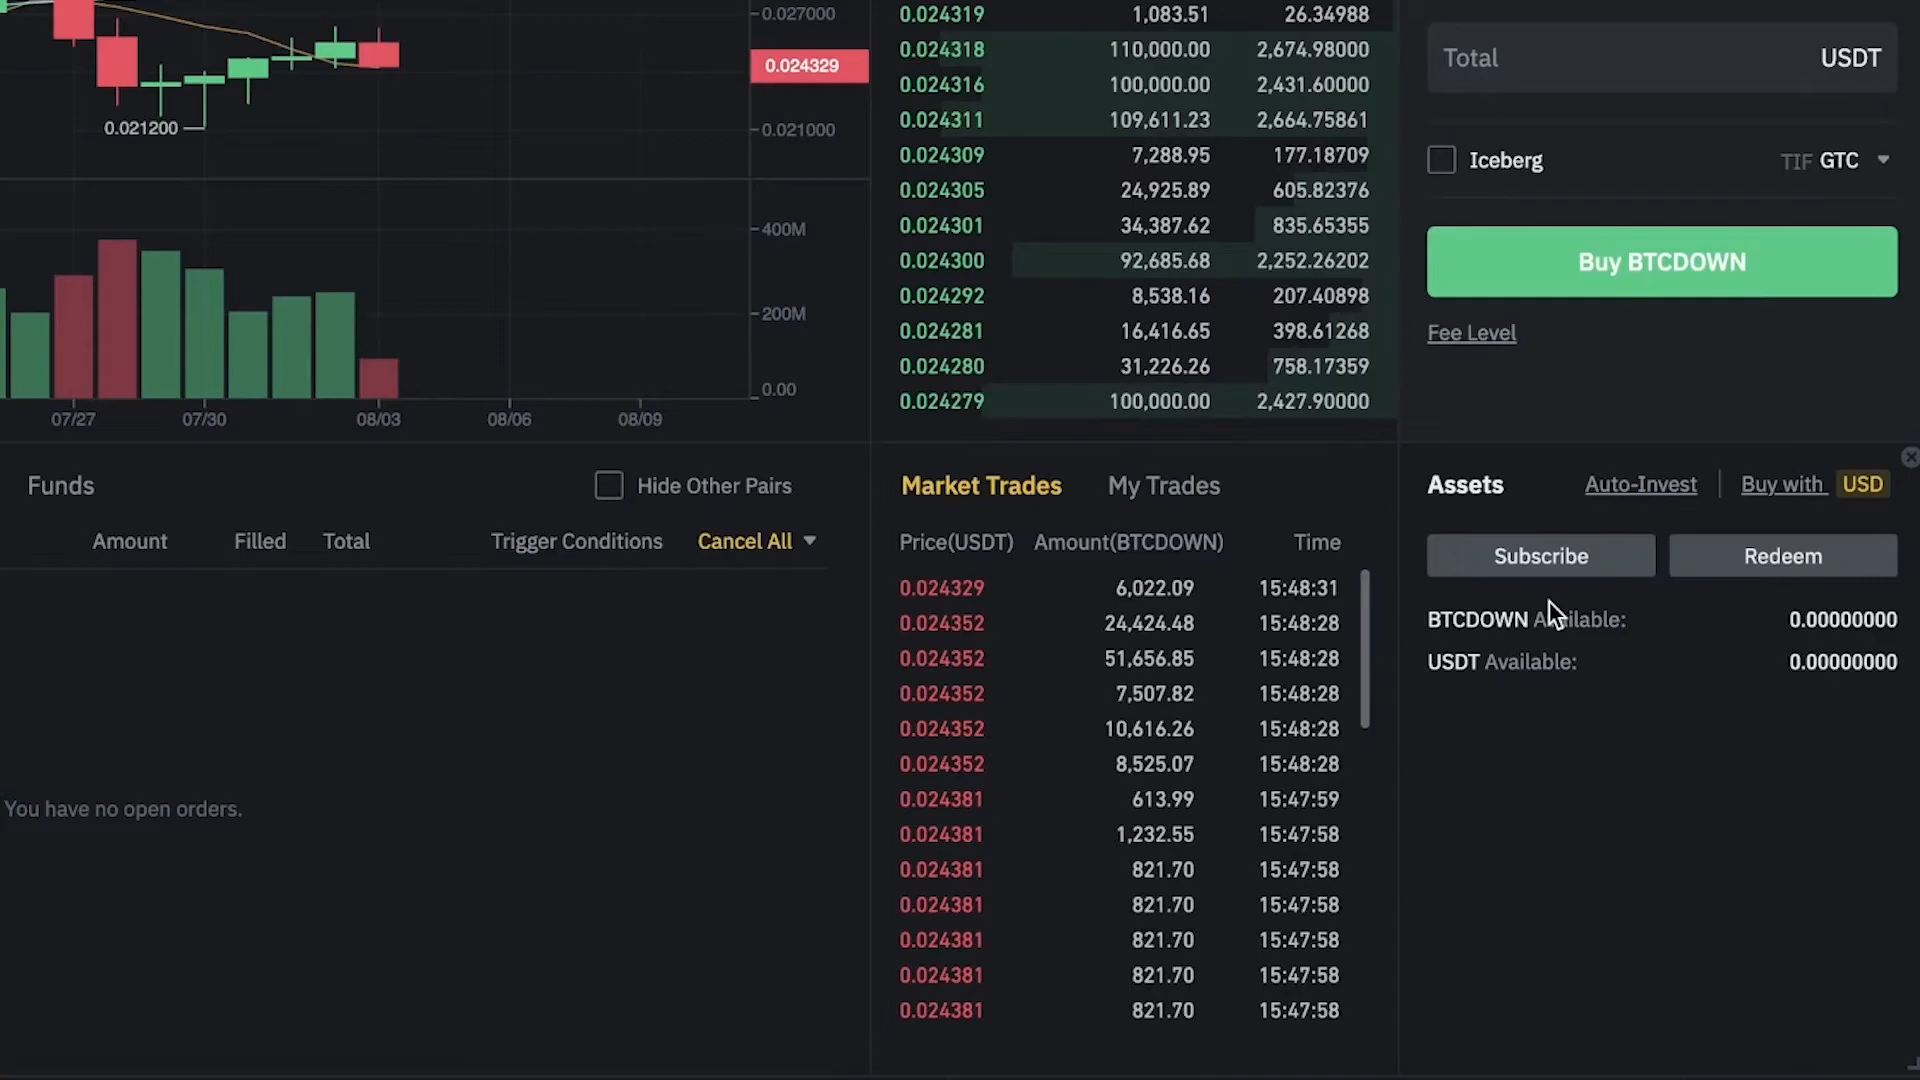 0.027000
0.024329
0.021200
0.021000
400M
200M
0.00
07/27 07/30 08/03 08/06 08/09
0.024319 1,083.51 26.34988
0.024318 110,000.00 2,674.98000
0.024316 100,000.00 2,431.60000
0.024311 109,611.23 2,664.75861
0.024309 7,288.95 177.18709
0.024305 24,925.89 605.82376
0.024301 34,387.62 835.65355
0.024300 92,685.68 2,252.26202
0.024292 8,538.16 207.40898
0.024281 16,416.65 398.61268
0.024280 31,226.26 758.17359
0.024279 100,000.00 2,427.90000
Total USDT
Iceberg TIF GTC
Buy BTCDOWN
Fee Level
Funds Hide Other Pairs
Amount Filled Total Trigger Conditions Cancel All
You have no open orders.
Market Trades My Trades
Price(USDT) Amount(BTCDOWN) Time
0.024329 6,022.09 15:48:31
0.024352 24,424.48 15:48:28
0.024352 51,656.85 15:48:28
0.024352 7,507.82 15:48:28
0.024352 10,616.26 15:48:28
0.024352 8,525.07 15:48:28
0.024381 613.99 15:47:59
0.024381 1,232.55 15:47:58
0.024381 821.70 15:47:58
0.024381 821.70 15:47:58
0.024381 821.70 15:47:58
0.024381 821.70 15:47:58
0.024381 821.70 15:47:58
Assets Auto-Invest Buy with USD
Subscribe Redeem
BTCDOWN Available: 0.00000000
USDT Available: 0.00000000